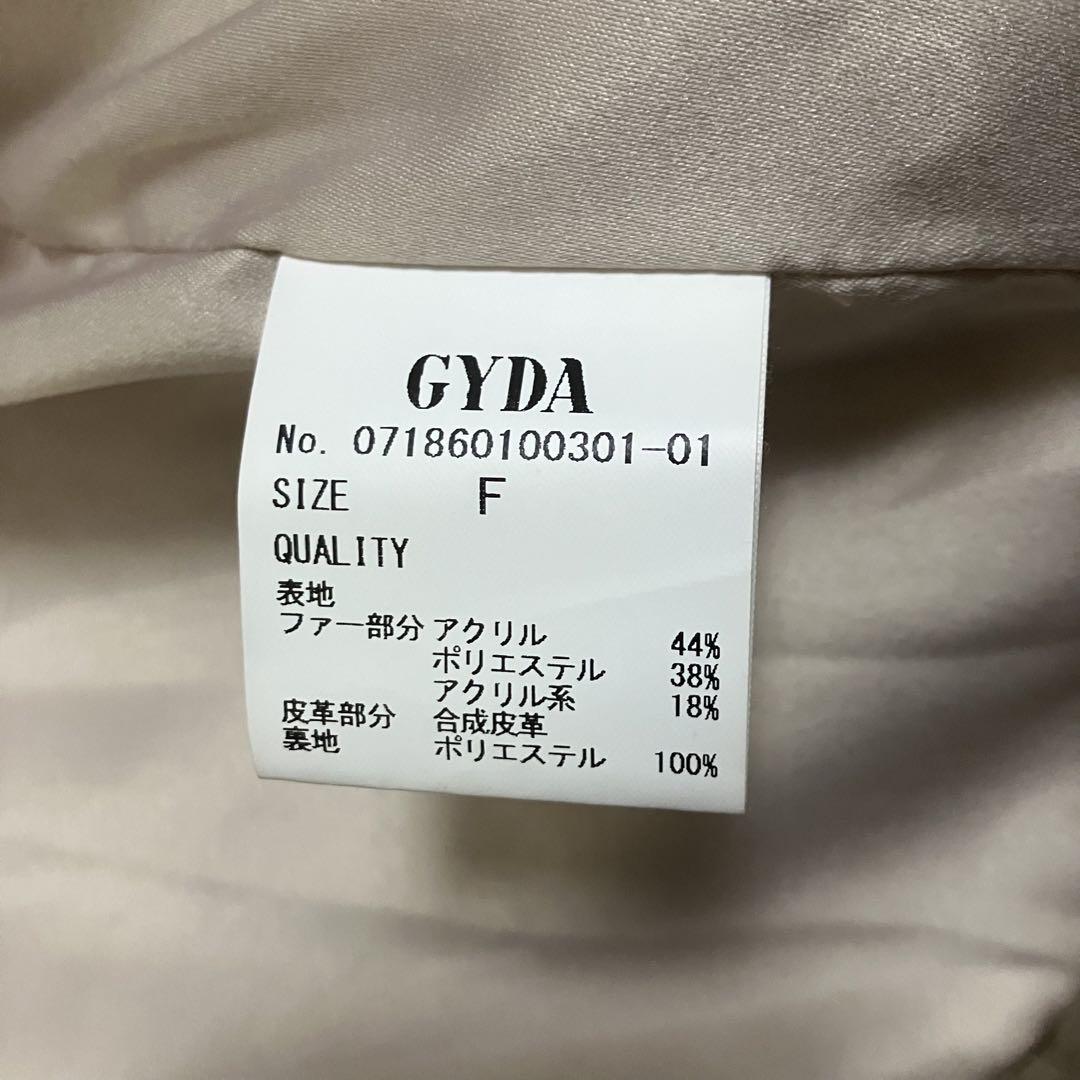 GYDA
No. 071860100301-01
SIZE F
QUALITY
表地
ファー部分 アクリル 44%
ポリエステル 38%
アクリル系 18%
皮革部分 合成皮革
裏地 ポリエステル 100%